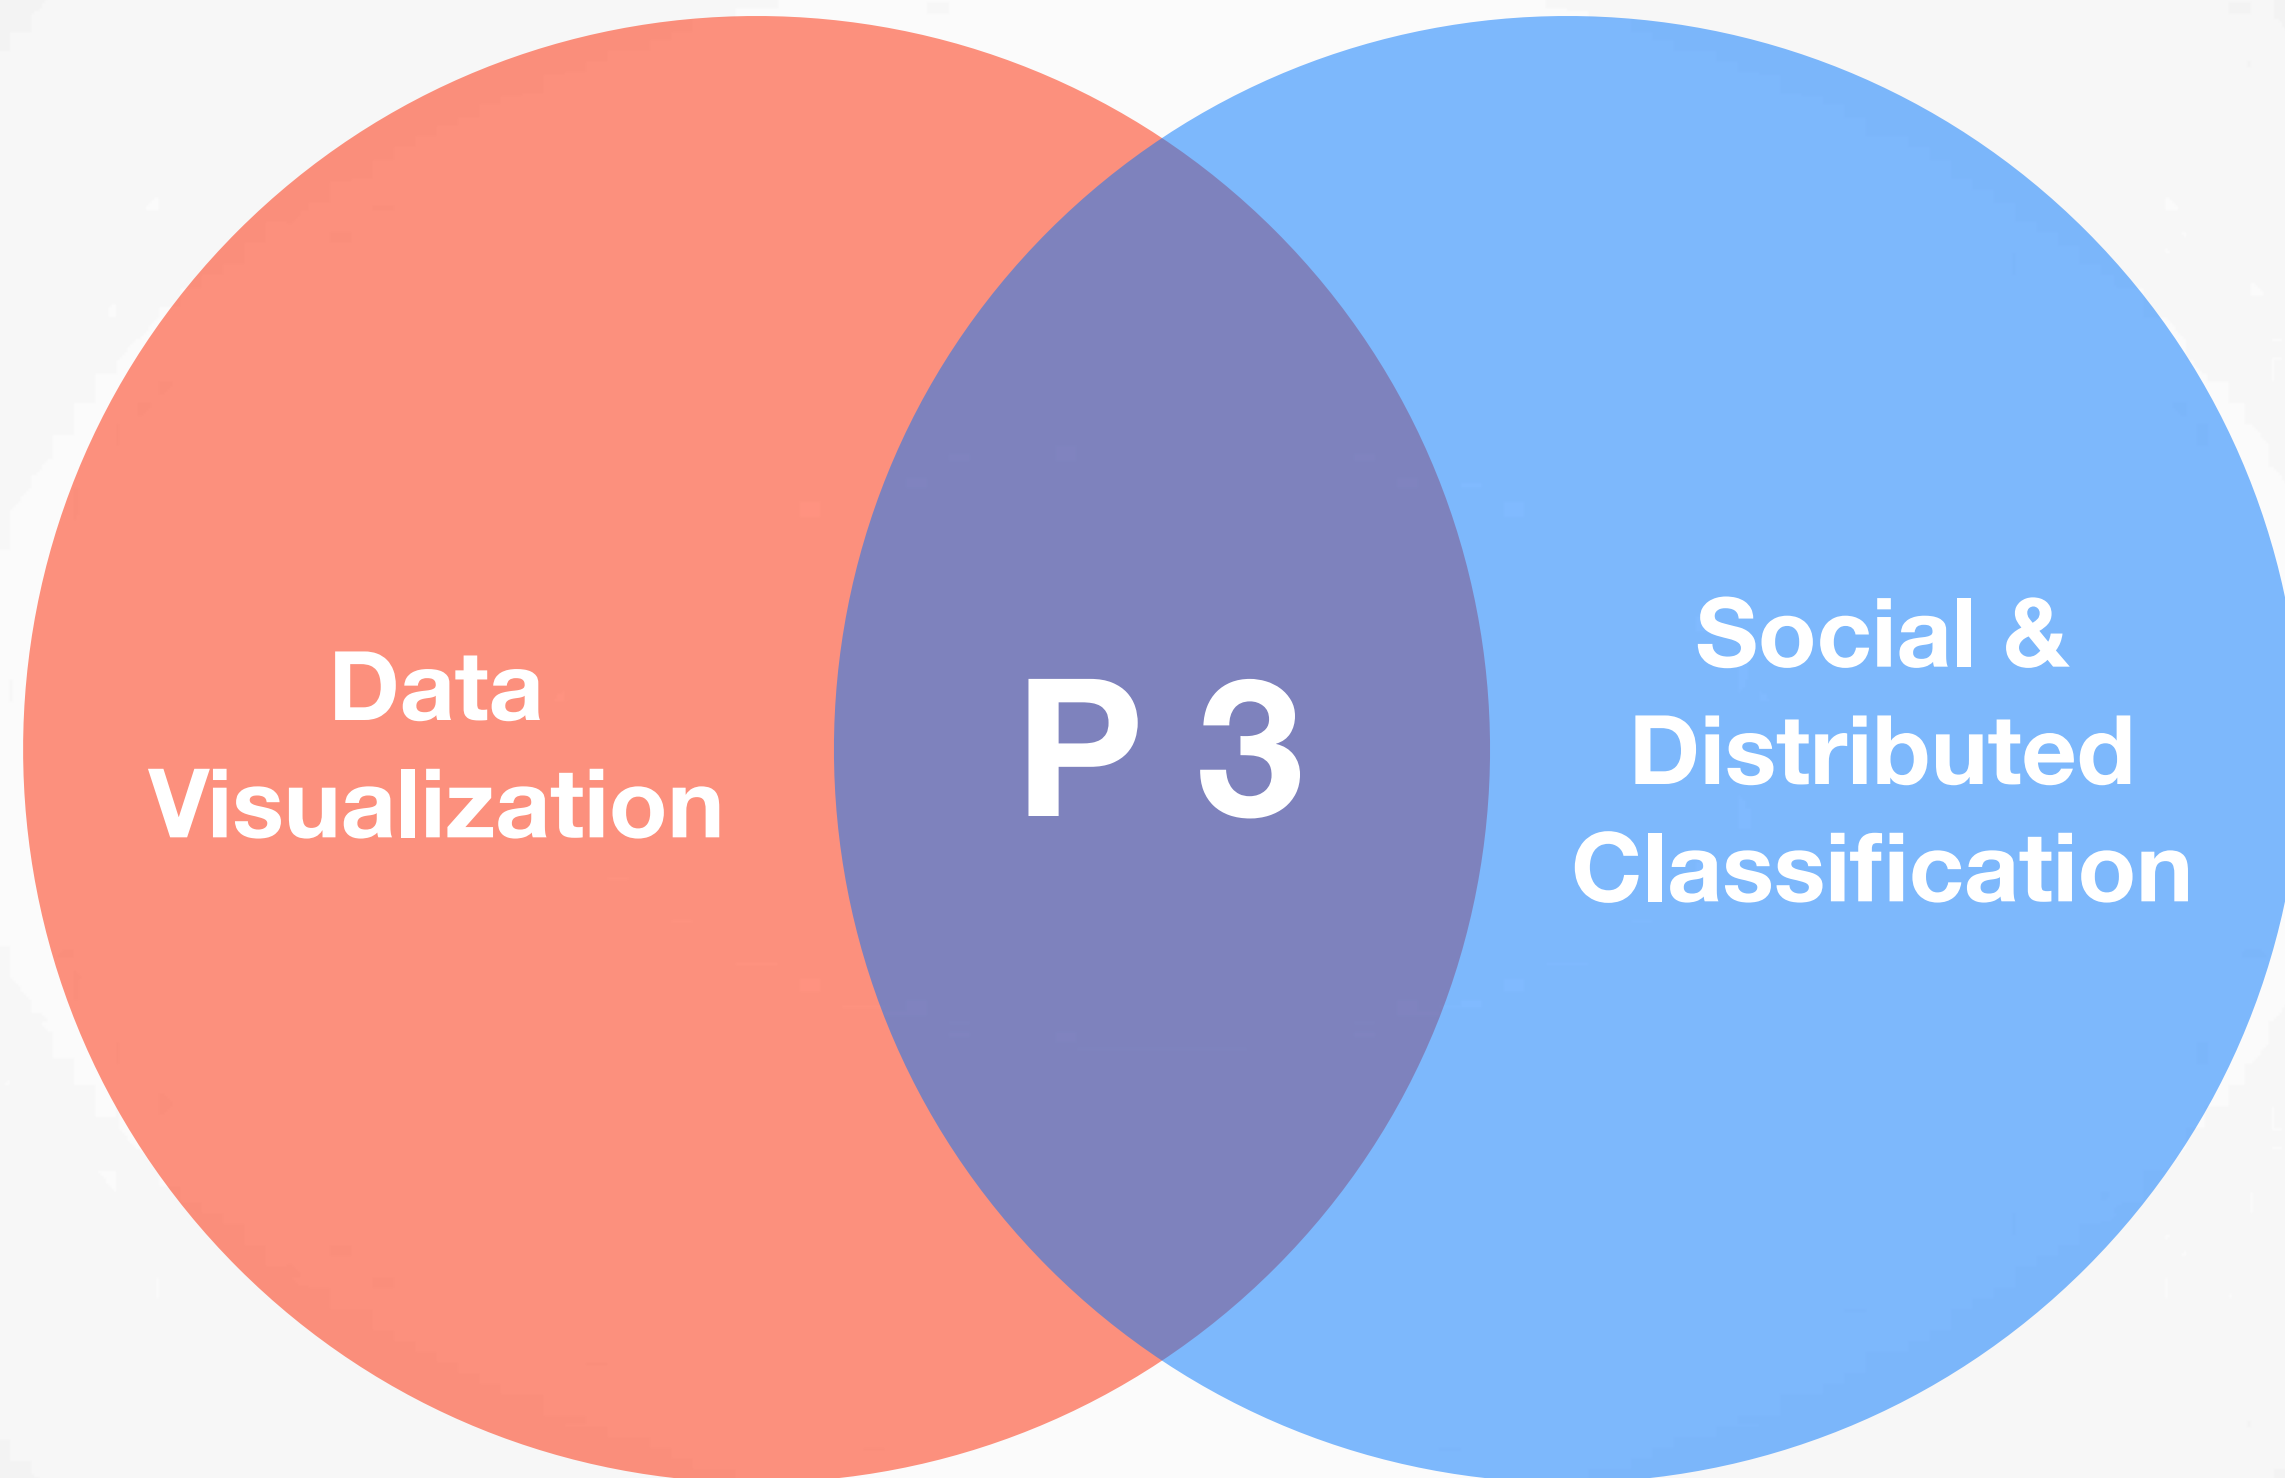 Data
Visualization
P 3
Social &
Distributed
Classification